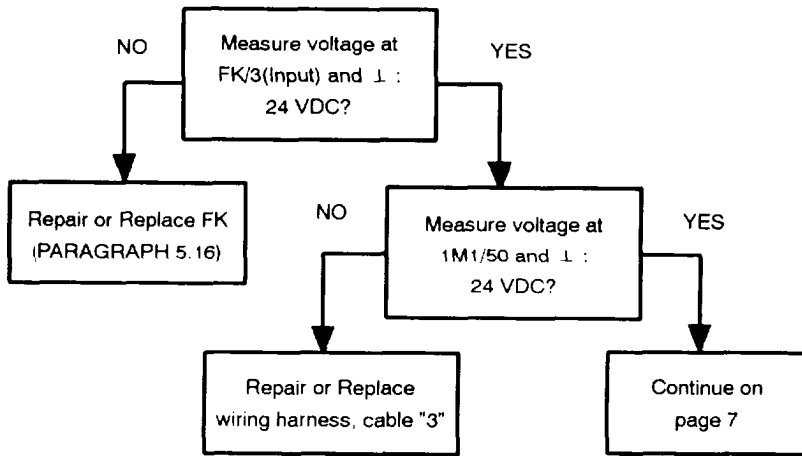 NO
Measure voltage at
FK/3(Input) and ⊥ :
24 VDC?
YES
Repair or Replace FK
(PARAGRAPH 5.16)
NO
Measure voltage at
1M1/50 and ⊥ :
24 VDC?
YES
Repair or Replace
wiring harness, cable "3"
Continue on
page 7